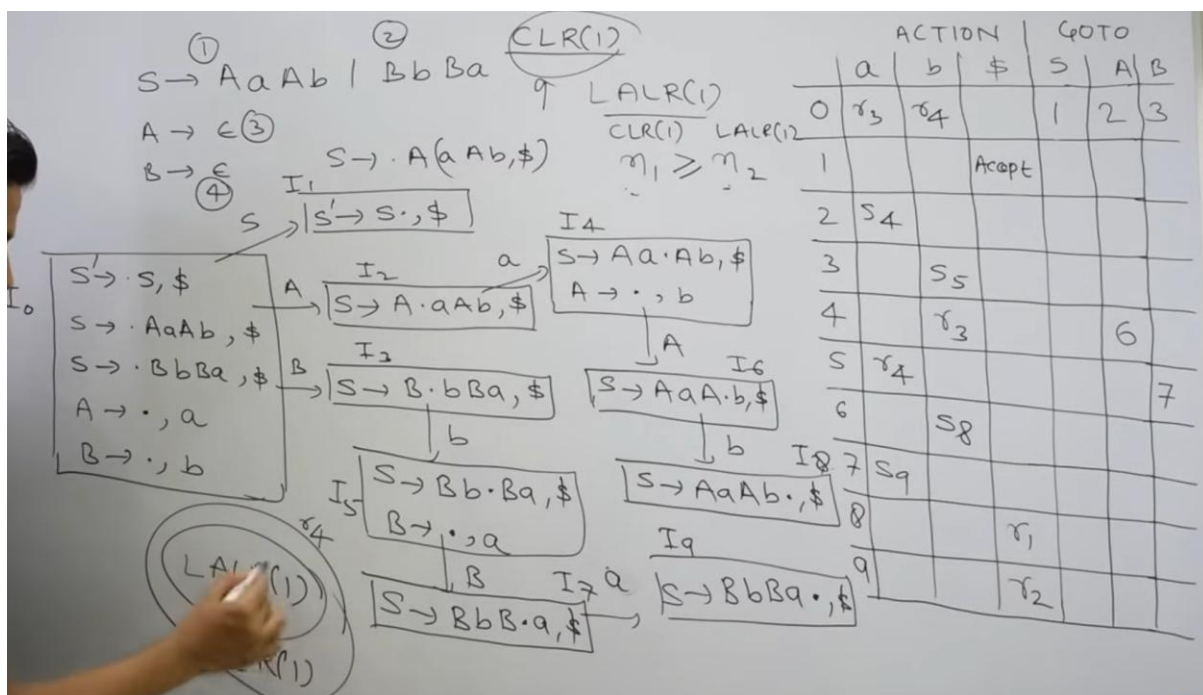 ① ②
S → AaAb | BbBa
A → ε ③
B → ε
④
CLR(1)
9 LALR(1)
CLR(1) LALR(1)
n1 ≥ n2
S → .A(aAb,$)
I0
S' → .S, $
S → .AaAb, $
S → .BbBa, $
A → ., a
B → ., b
S
I1
S' → S., $
A
I2
S → A.aAb, $
B
I3
S → B.bBa, $
a
I4
S → Aa.Ab, $
A → ., b
b
I5
S → Bb.Ba, $
B → ., a
r4
A
I6
S → AaA.b, $
B
I7
S → BbB.a, $
b
I8
S → AaAb., $
a
I9
S → BbBa., $
ACTION | GOTO
a b $ S A B
0 r3 r4 1 2 3
1 Accept
2 S4
3 S5
4 r3 6
5 r4 7
6 S8
7 S9
8 r1
9 r2